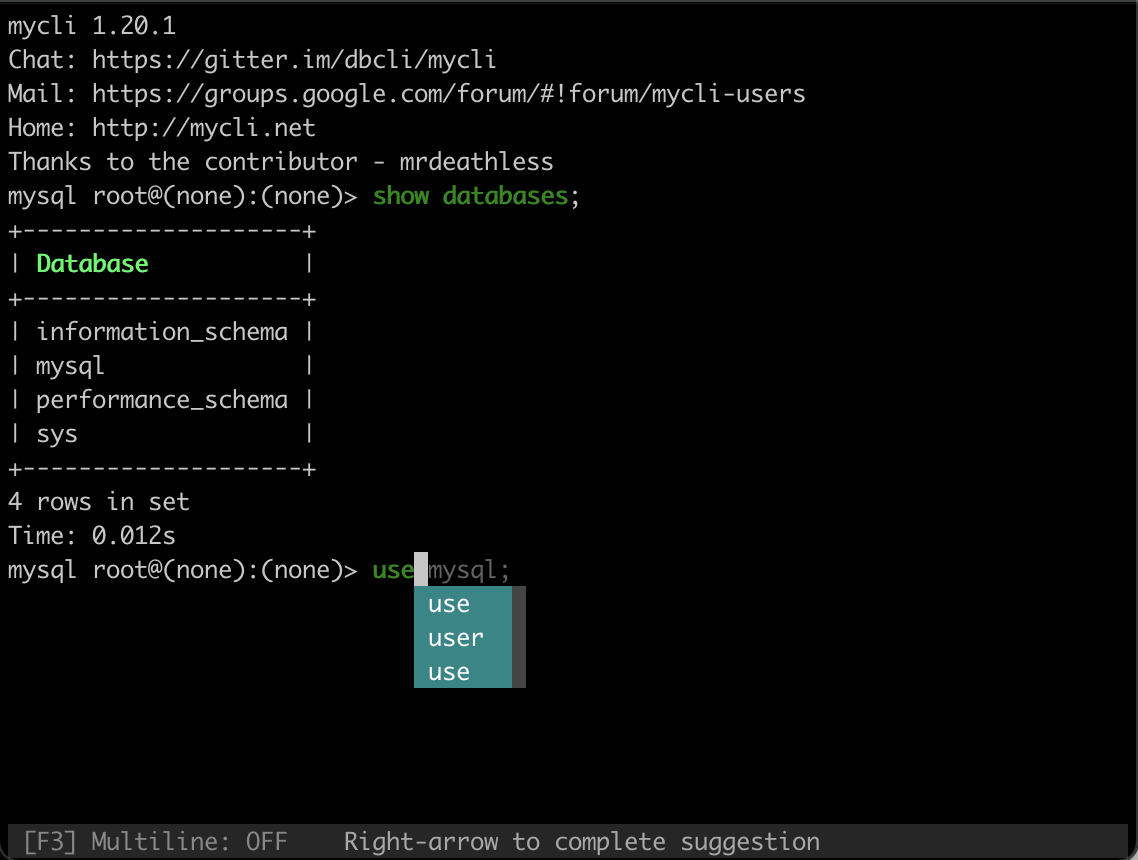 mycli 1.20.1
Chat: https://gitter.im/dbcli/mycli
Mail: https://groups.google.com/forum/#!forum/mycli-users
Home: http://mycli.net
Thanks to the contributor - mrdeathless
mysql root@(none):(none)> show databases;
+--------------------+
| Database           |
+--------------------+
| information_schema |
| mysql              |
| performance_schema |
| sys                |
+--------------------+
4 rows in set
Time: 0.012s
mysql root@(none):(none)> use mysql;
use
user
use
[F3] Multiline: OFF    Right-arrow to complete suggestion